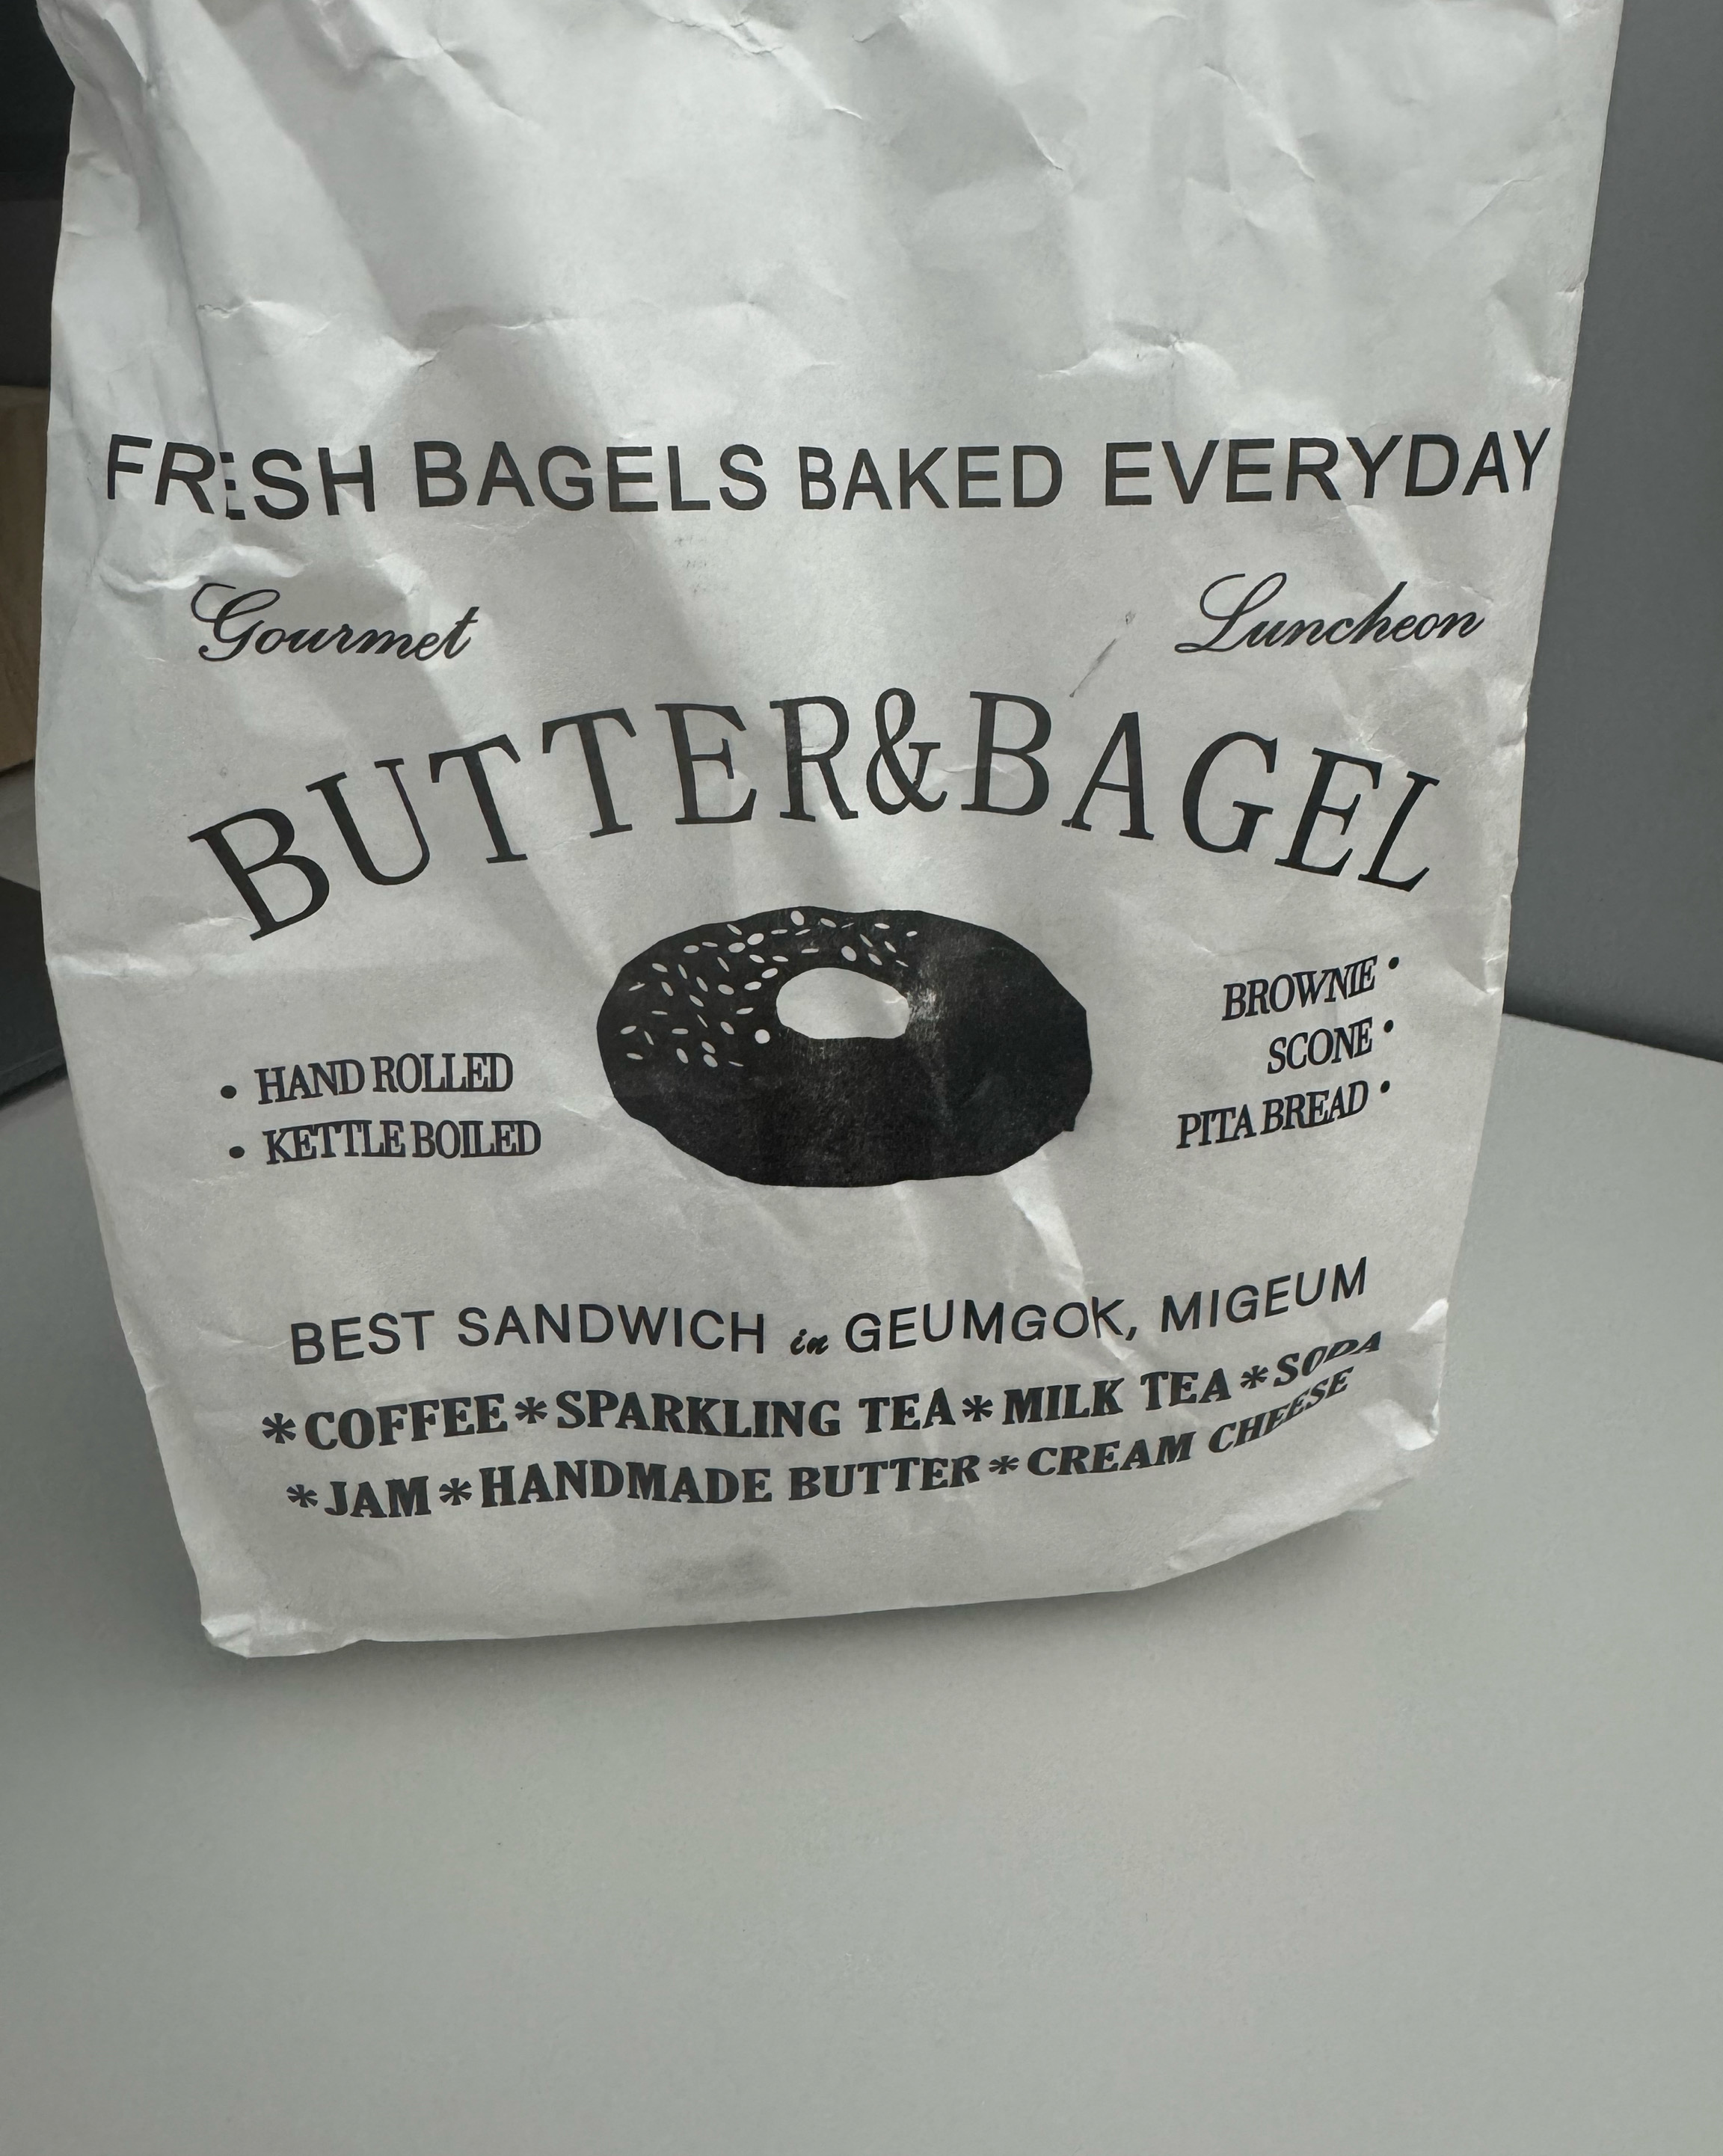 FRESH BAGELS BAKED EVERYDAY
Gourmet Luncheon
BUTTER&BAGEL
• HAND ROLLED
• KETTLE BOILED
BROWNIE •
SCONE •
PITA BREAD •
BEST SANDWICH in GEUMGOK, MIGEUM
*COFFEE*SPARKLING TEA*MILK TEA*SODA
*JAM*HANDMADE BUTTER*CREAM CHEESE